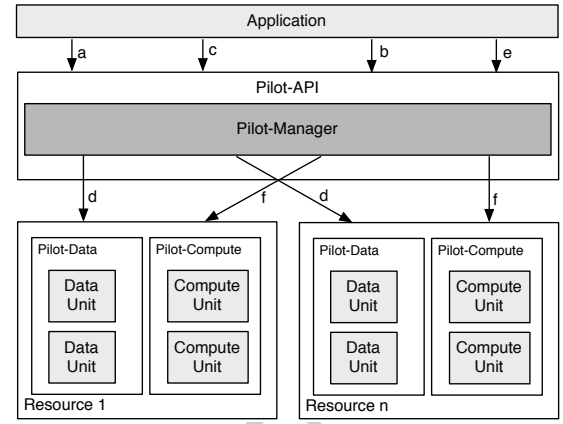 Application
a c b e
Pilot-API
Pilot-Manager
d f d f
Pilot-Data Pilot-Compute Pilot-Data Pilot-Compute
Data Compute Data Compute
Unit Unit Unit Unit
Data Compute Data Compute
Unit Unit Unit Unit
Resource 1 Resource n